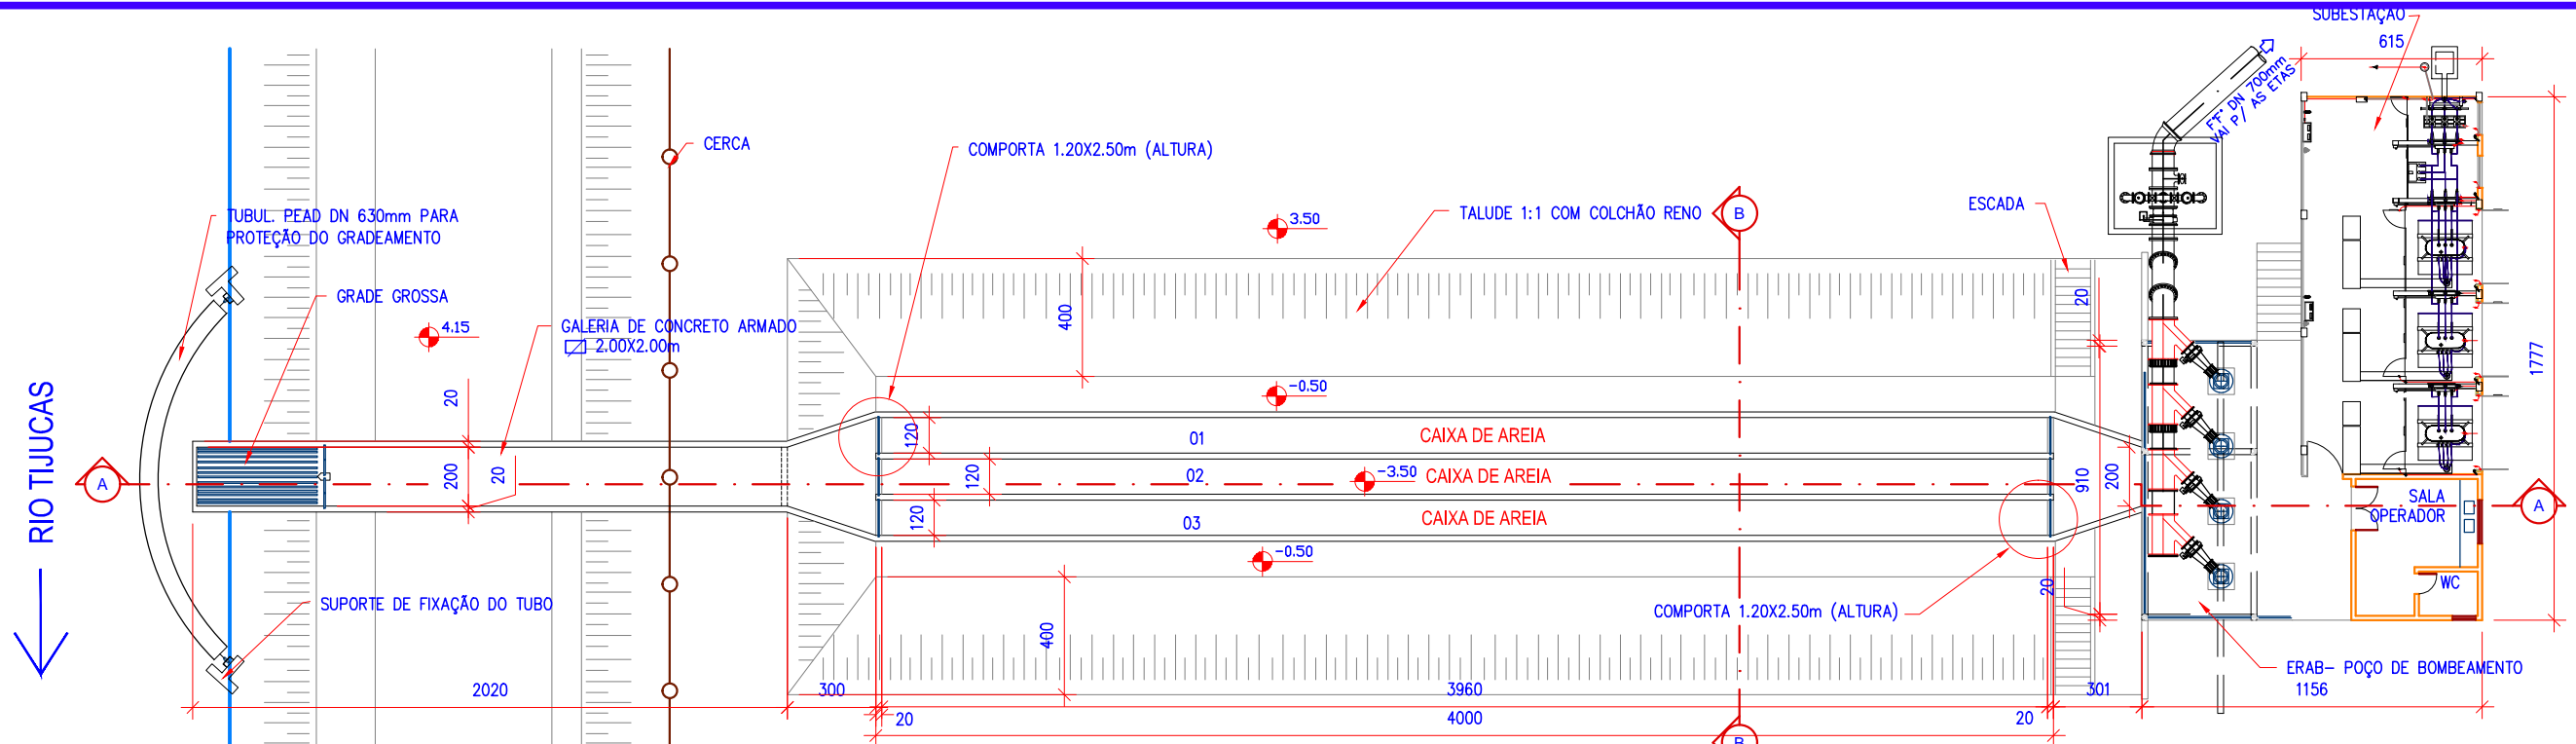 SUBESTAÇÃO
615
F.F. DN 700mm
VAI P/ AS ETAS
CERCA
COMPORTA 1.20X2.50m (ALTURA)
TUBUL. PEAD DN 630mm PARA
PROTEÇÃO DO GRADEAMENTO
3.50
TALUDE 1:1 COM COLCHÃO RENO
B
ESCADA
GRADE GROSSA
4.15
GALERIA DE CONCRETO ARMADO
2.00X2.00m
400
20
1777
RIO TIJUCAS
20
-0.50
120
01
CAIXA DE AREIA
A
200
20
120
02
-3.50
CAIXA DE AREIA
910
200
SALA
OPERADOR
A
120
03
CAIXA DE AREIA
-0.50
20
WC
SUPORTE DE FIXAÇÃO DO TUBO
COMPORTA 1.20X2.50m (ALTURA)
400
ERAB- POÇO DE BOMBEAMENTO
2020
300
3960
301
1156
20
4000
20
B